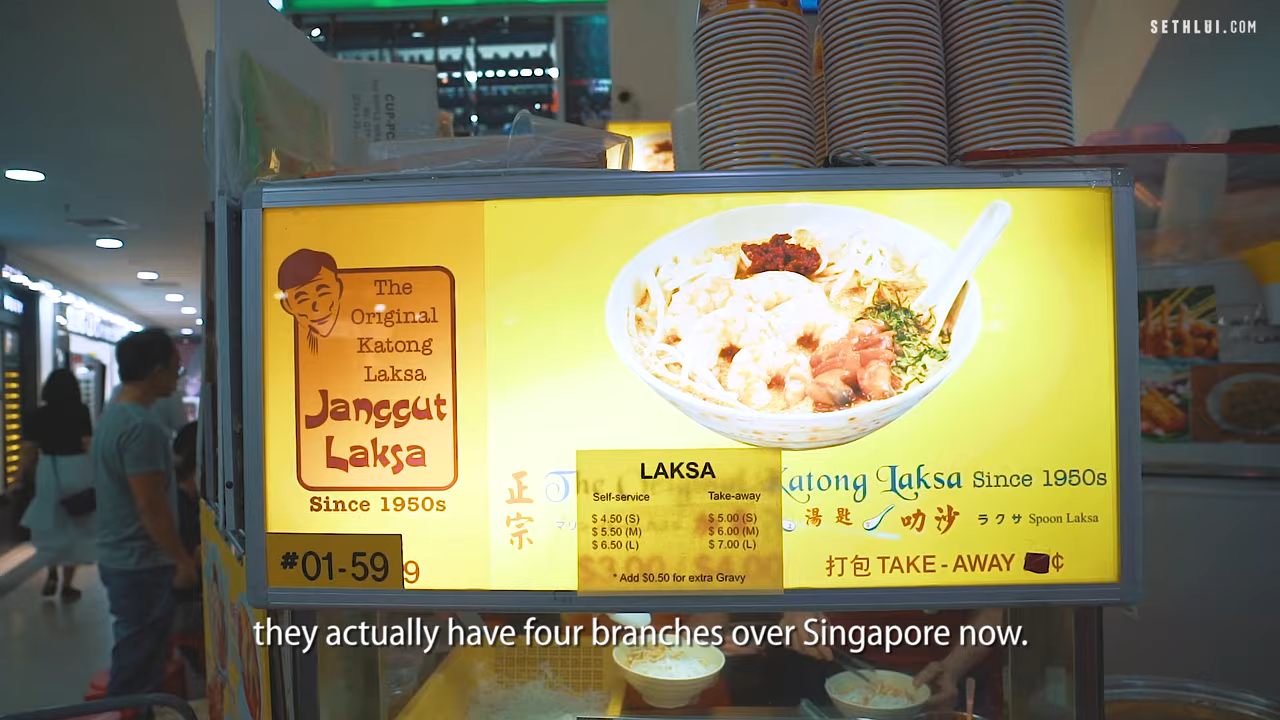 SETHLUI.COM
The
Original
Katong
Laksa
Janggut
Laksa
Since 1950s
#01-59
9
正宗
Katong Laksa Since 1950s
湯匙 叻沙 ラクサ Spoon Laksa
打包 TAKE-AWAY ¢
LAKSA
Self-service Take-away
$ 4.50 (S) $ 5.00 (S)
$ 5.50 (M) $ 6.00 (M)
$ 6.50 (L) $ 7.00 (L)
* Add $0.50 for extra Gravy
they actually have four branches over Singapore now.